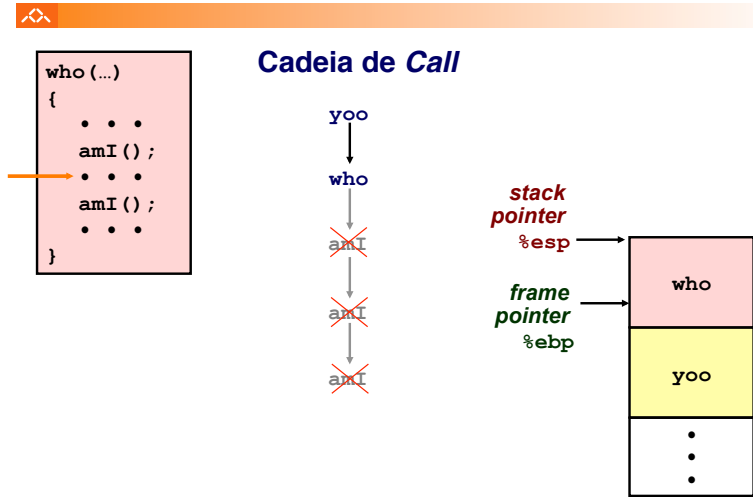 Cadeia de Call
who(…)
{
• • •
amI();
• • •
amI();
• • •
}
yoo
who
amI
amI
amI
stack
pointer
%esp
frame
pointer
%ebp
who
yoo
•
•
•